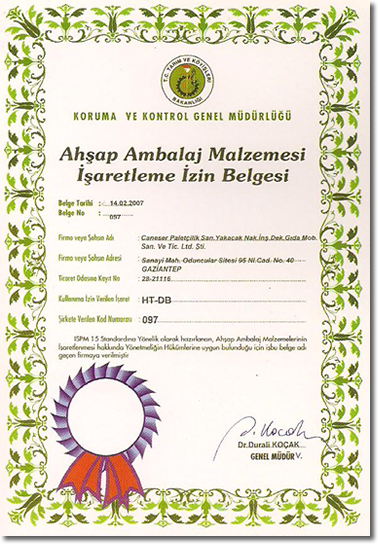 T.C. TARIM VE KÖYİŞLERİ
BAKANLIĞI
KORUMA VE KONTROL GENEL MÜDÜRLÜĞÜ
Ahşap Ambalaj Malzemesi
İşaretleme İzin Belgesi
Belge Tarihi : 14.02.2007
Belge No : 097
Firma veya Şahsın Adı : Caneser Paletçilik San.Yakacak Nak.İnş.Dek.Gıda Mob.
San. Ve Tic. Ltd. Şti.
Firma veya Şahsın Adresi : Sanayi Mah. Oduncular Sitesi 95 Nl.Cad. No. 40
GAZİANTEP
Ticaret Odasına Kayıt No : 28-21116
Kullanıma İzin Verilen İşaret : HT-DB
Şirkete Verilen Kod Numarası : 097
ISPM 15 Standardına Yönelik olarak hazırlanan, Ahşap Ambalaj Malzemelerinin
İşaretlenmesi hakkında Yönetmeliğin Hükümlerine uygun bulunduğu için işbu belge adı
geçen firmaya verilmiştir
Dr.Durali.KOÇAK
GENEL MÜDÜR V.